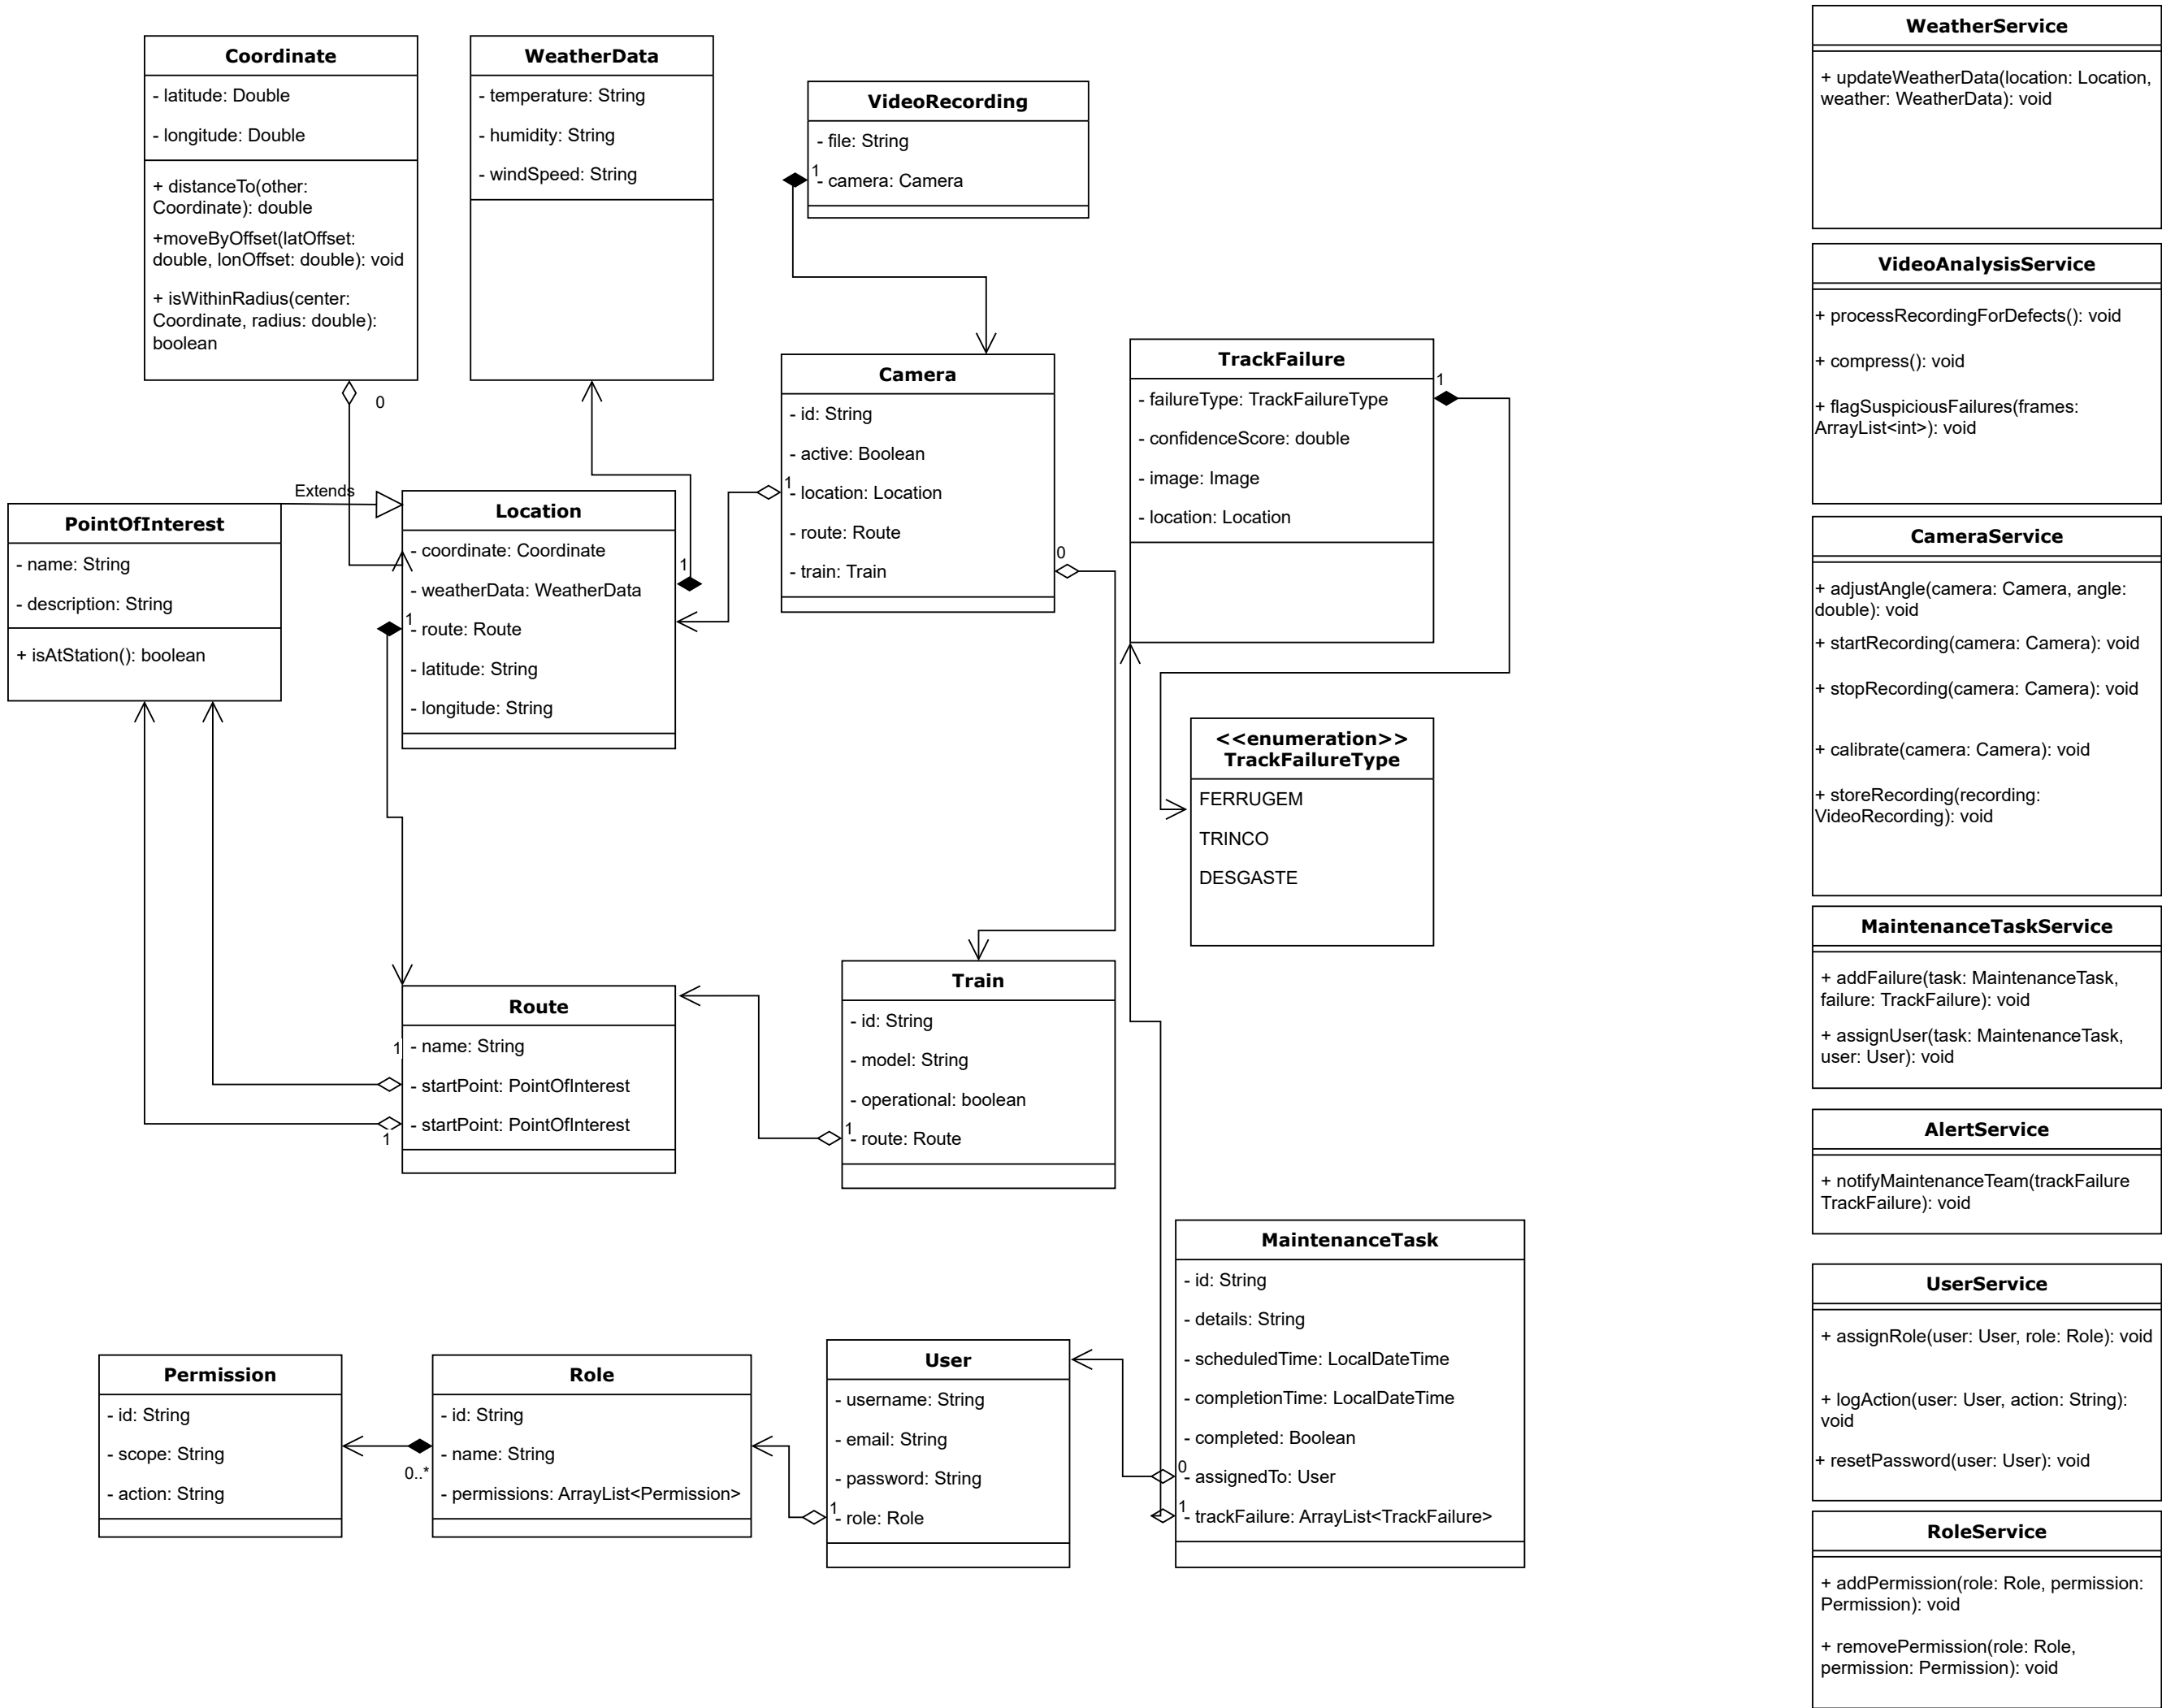 Coordinate
- latitude: Double
- longitude: Double
+ distanceTo(other:
Coordinate): double
+moveByOffset(latOffset:
double, lonOffset: double): void
+ isWithinRadius(center:
Coordinate, radius: double):
boolean
0
WeatherData
- temperature: String
- humidity: String
- windSpeed: String
VideoRecording
- file: String
1
- camera: Camera
Camera
- id: String
- active: Boolean
1
- location: Location
- route: Route
- train: Train
0
TrackFailure
1
- failureType: TrackFailureType
- confidenceScore: double
- image: Image
- location: Location
Extends
PointOfInterest
- name: String
- description: String
+ isAtStation(): boolean
Location
- coordinate: Coordinate
1
- weatherData: WeatherData
1
- route: Route
- latitude: String
- longitude: String
<<enumeration>>
TrackFailureType
FERRUGEM
TRINCO
DESGASTE
Route
1
- name: String
- startPoint: PointOfInterest
- startPoint: PointOfInterest
1
Train
- id: String
- model: String
- operational: boolean
1
- route: Route
MaintenanceTask
- id: String
- details: String
- scheduledTime: LocalDateTime
- completionTime: LocalDateTime
- completed: Boolean
0
- assignedTo: User
1
- trackFailure: ArrayList<TrackFailure>
Permission
- id: String
- scope: String
- action: String
0..*
Role
- id: String
- name: String
- permissions: ArrayList<Permission>
User
- username: String
- email: String
- password: String
1
- role: Role
WeatherService
+ updateWeatherData(location: Location,
weather: WeatherData): void
VideoAnalysisService
+ processRecordingForDefects(): void
+ compress(): void
+ flagSuspiciousFailures(frames:
ArrayList<int>): void
CameraService
+ adjustAngle(camera: Camera, angle:
double): void
+ startRecording(camera: Camera): void
+ stopRecording(camera: Camera): void
+ calibrate(camera: Camera): void
+ storeRecording(recording:
VideoRecording): void
MaintenanceTaskService
+ addFailure(task: MaintenanceTask,
failure: TrackFailure): void
+ assignUser(task: MaintenanceTask,
user: User): void
AlertService
+ notifyMaintenanceTeam(trackFailure
TrackFailure): void
UserService
+ assignRole(user: User, role: Role): void
+ logAction(user: User, action: String):
void
+ resetPassword(user: User): void
RoleService
+ addPermission(role: Role, permission:
Permission): void
+ removePermission(role: Role,
permission: Permission): void